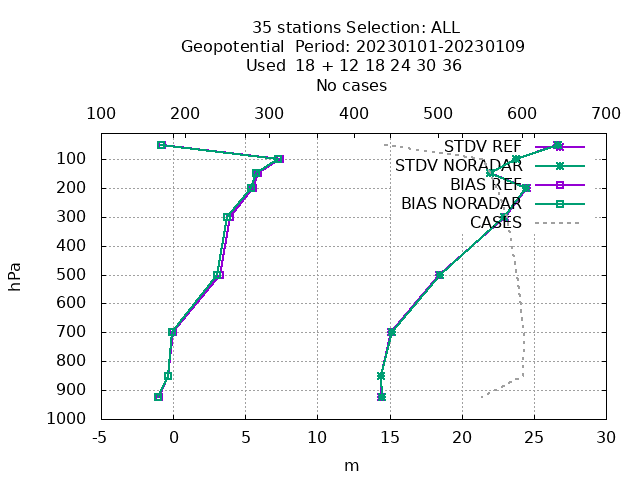 35 stations Selection: ALL
Geopotential  Period: 20230101-20230109
Used  18 + 12 18 24 30 36
No cases
100 200 300 400 500 600 700
STDV REF
STDV NORADAR
BIAS REF
BIAS NORADAR
CASES
hPa
100
200
300
400
500
600
700
800
900
1000
-5 0 5 10 15 20 25 30
m